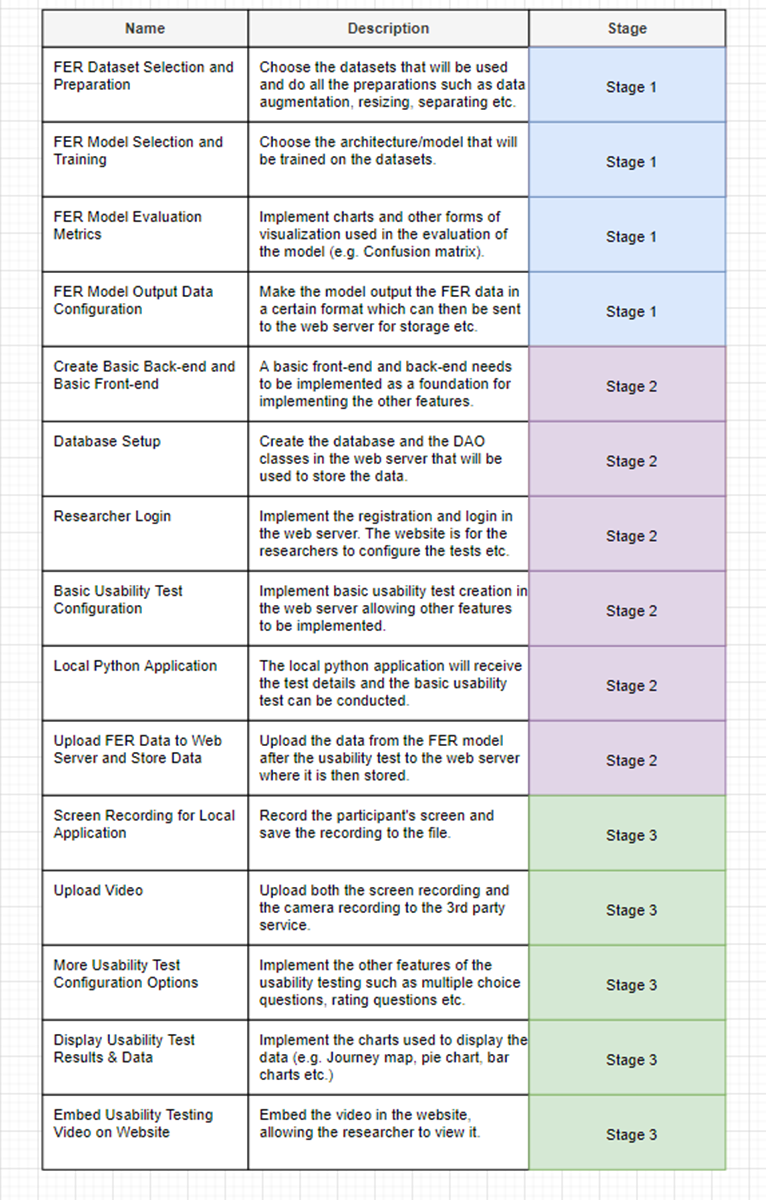 Name
Description
Stage
FER Dataset Selection and
Preparation
Choose the datasets that will be used
and do all the preparations such as data
augmentation, resizing, separating etc.
Stage 1
FER Model Selection and
Training
Choose the architecture/model that will
be trained on the datasets.
Stage 1
FER Model Evaluation
Metrics
Implement charts and other forms of
visualization used in the evaluation of
the model (e.g. Confusion matrix).
Stage 1
FER Model Output Data
Configuration
Make the model output the FER data in
a certain format which can then be sent
to the web server for storage etc.
Stage 1
Create Basic Back-end and
Basic Front-end
A basic front-end and back-end needs
to be implemented as a foundation for
implementing the other features.
Stage 2
Database Setup
Create the database and the DAO
classes in the web server that will be
used to store the data.
Stage 2
Researcher Login
Implement the registration and login in
the web server. The website is for the
researchers to configure the tests etc.
Stage 2
Basic Usability Test
Configuration
Implement basic usability test creation in
the web server allowing other features
to be implemented.
Stage 2
Local Python Application
The local python application will receive
the test details and the basic usability
test can be conducted.
Stage 2
Upload FER Data to Web
Server and Store Data
Upload the data from the FER model
after the usability test to the web server
where it is then stored.
Stage 2
Screen Recording for Local
Application
Record the participant's screen and
save the recording to the file.
Stage 3
Upload Video
Upload both the screen recording and
the camera recording to the 3rd party
service.
Stage 3
More Usability Test
Configuration Options
Implement the other features of the
usability testing such as multiple choice
questions, rating questions etc.
Stage 3
Display Usability Test
Results & Data
Implement the charts used to display the
data (e.g. Journey map, pie chart, bar
charts etc.)
Stage 3
Embed Usability Testing
Video on Website
Embed the video in the website,
allowing the researcher to view it.
Stage 3